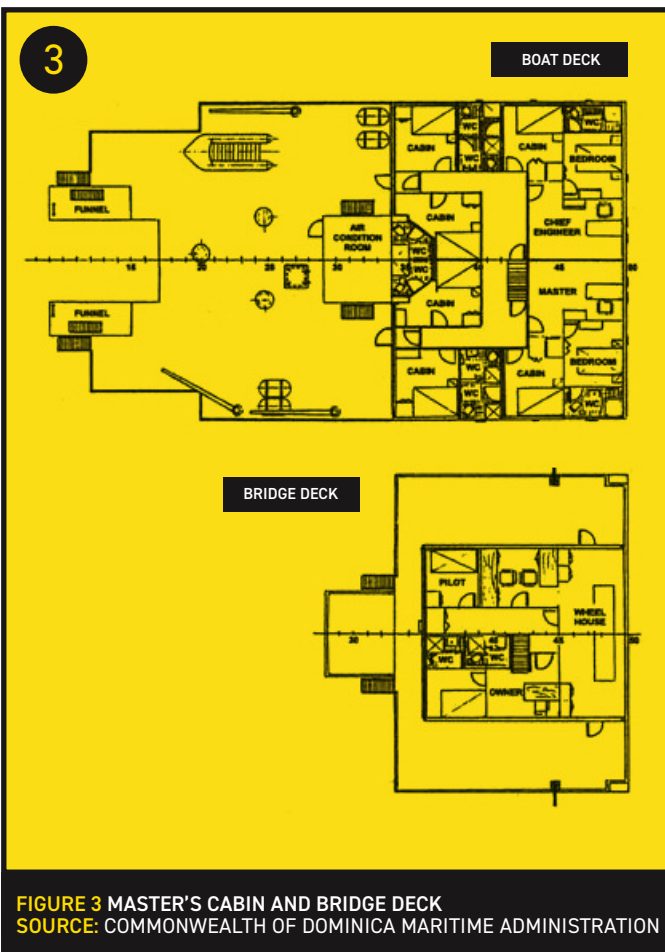 3
BOAT DECK
WC
WC
CABIN
CABIN
BEDROOM
FUNNEL
CABIN
CHIEF
ENGINEER
AIR
CONDITION
ROOM
WC
WC
15 20 25 30 45 50
MASTER
FUNNEL
CABIN
CABIN
WC
WC
CABIN
BEDROOM
WC
BRIDGE DECK
PILOT
WHEEL
HOUSE
30 40 45 50
WC
WC
OWNER
FIGURE 3 MASTER'S CABIN AND BRIDGE DECK
SOURCE: COMMONWEALTH OF DOMINICA MARITIME ADMINISTRATION